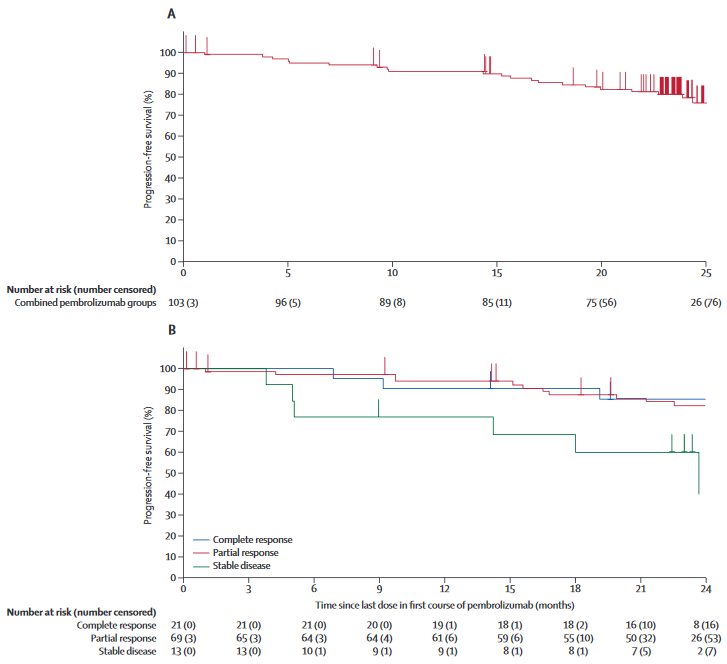 A
100
90
80
70
60
50
40
30
20
10
0
Progression-free survival (%)
0 5 10 15 20 25
Number at risk (number censored)
Combined pembrolizumab groups 103 (3) 96 (5) 89 (8) 85 (11) 75 (56) 26 (76)
B
100
90
80
70
60
50
40
30
20
10
0
Progression-free survival (%)
Complete response
Partial response
Stable disease
0 3 6 9 12 15 18 21 24
Time since last dose in first course of pembrolizumab (months)
Number at risk (number censored)
Complete response 21 (0) 21 (0) 21 (0) 20 (0) 19 (1) 18 (1) 18 (2) 16 (10) 8 (16)
Partial response 69 (3) 65 (3) 64 (3) 64 (4) 61 (6) 59 (6) 55 (10) 50 (32) 26 (53)
Stable disease 13 (0) 13 (0) 10 (1) 9 (1) 9 (1) 8 (1) 8 (1) 7 (5) 2 (7)